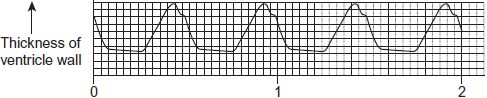 Thickness of
ventricle wall
0 1 2